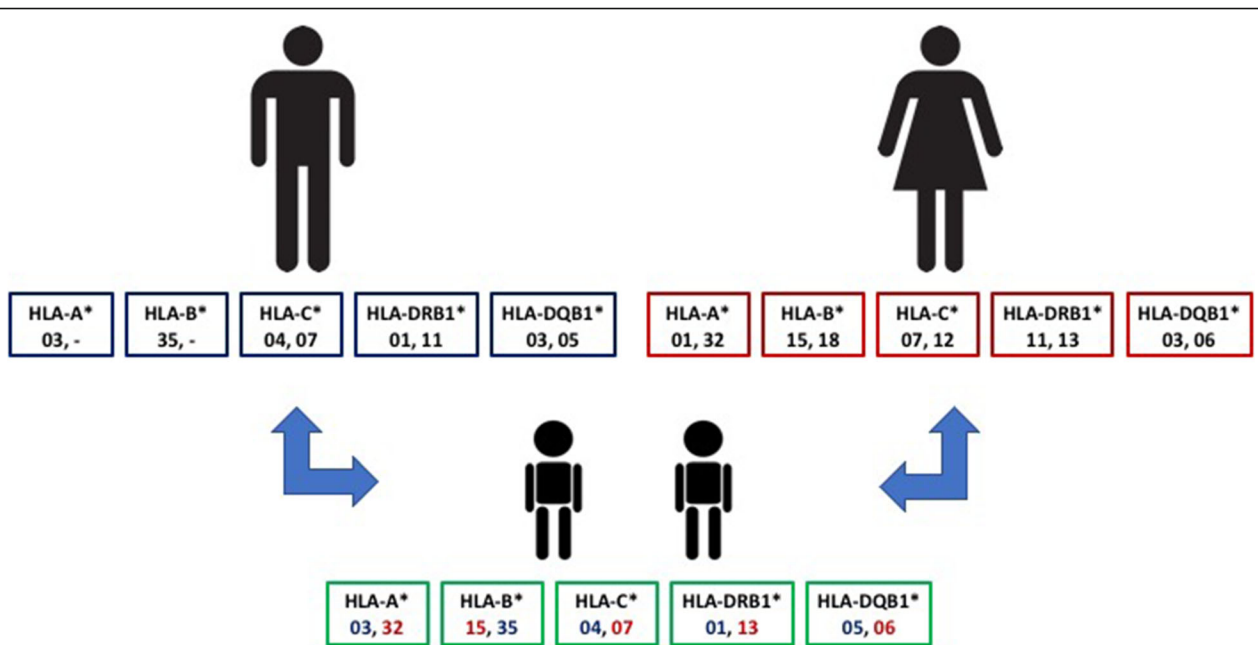 HLA-A*
03, -
HLA-B*
35, -
HLA-C*
04, 07
HLA-DRB1*
01, 11
HLA-DQB1*
03, 05
HLA-A*
01, 32
HLA-B*
15, 18
HLA-C*
07, 12
HLA-DRB1*
11, 13
HLA-DQB1*
03, 06
HLA-A*
03, 32
HLA-B*
15, 35
HLA-C*
04, 07
HLA-DRB1*
01, 13
HLA-DQB1*
05, 06